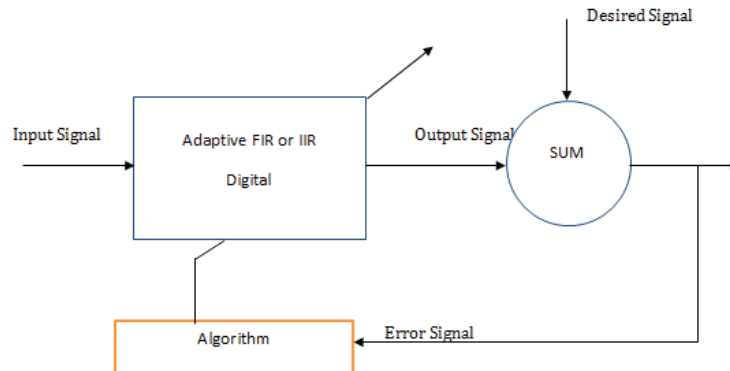 Desired Signal
Input Signal
Adaptive FIR or IIR
Digital
Output Signal
SUM
Algorithm
Error Signal